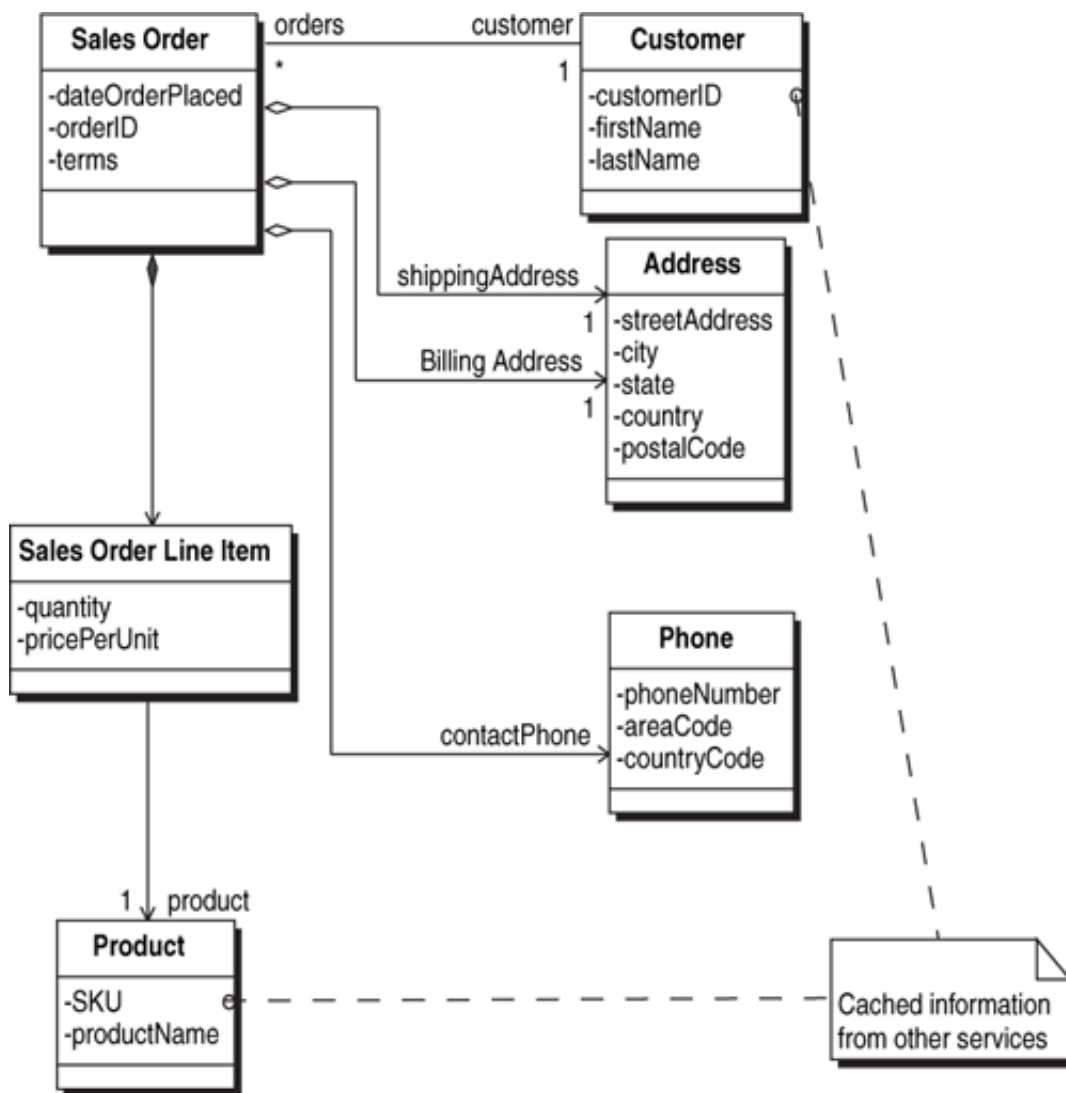 Sales Order
-dateOrderPlaced
-orderID
-terms
orders
*
customer
1
Customer
-customerID
-firstName
-lastName
shippingAddress
1
Billing Address
1
Address
-streetAddress
-city
-state
-country
-postalCode
Sales Order Line Item
-quantity
-pricePerUnit
contactPhone
Phone
-phoneNumber
-areaCode
-countryCode
1 product
Product
-SKU
-productName
Cached information
from other services